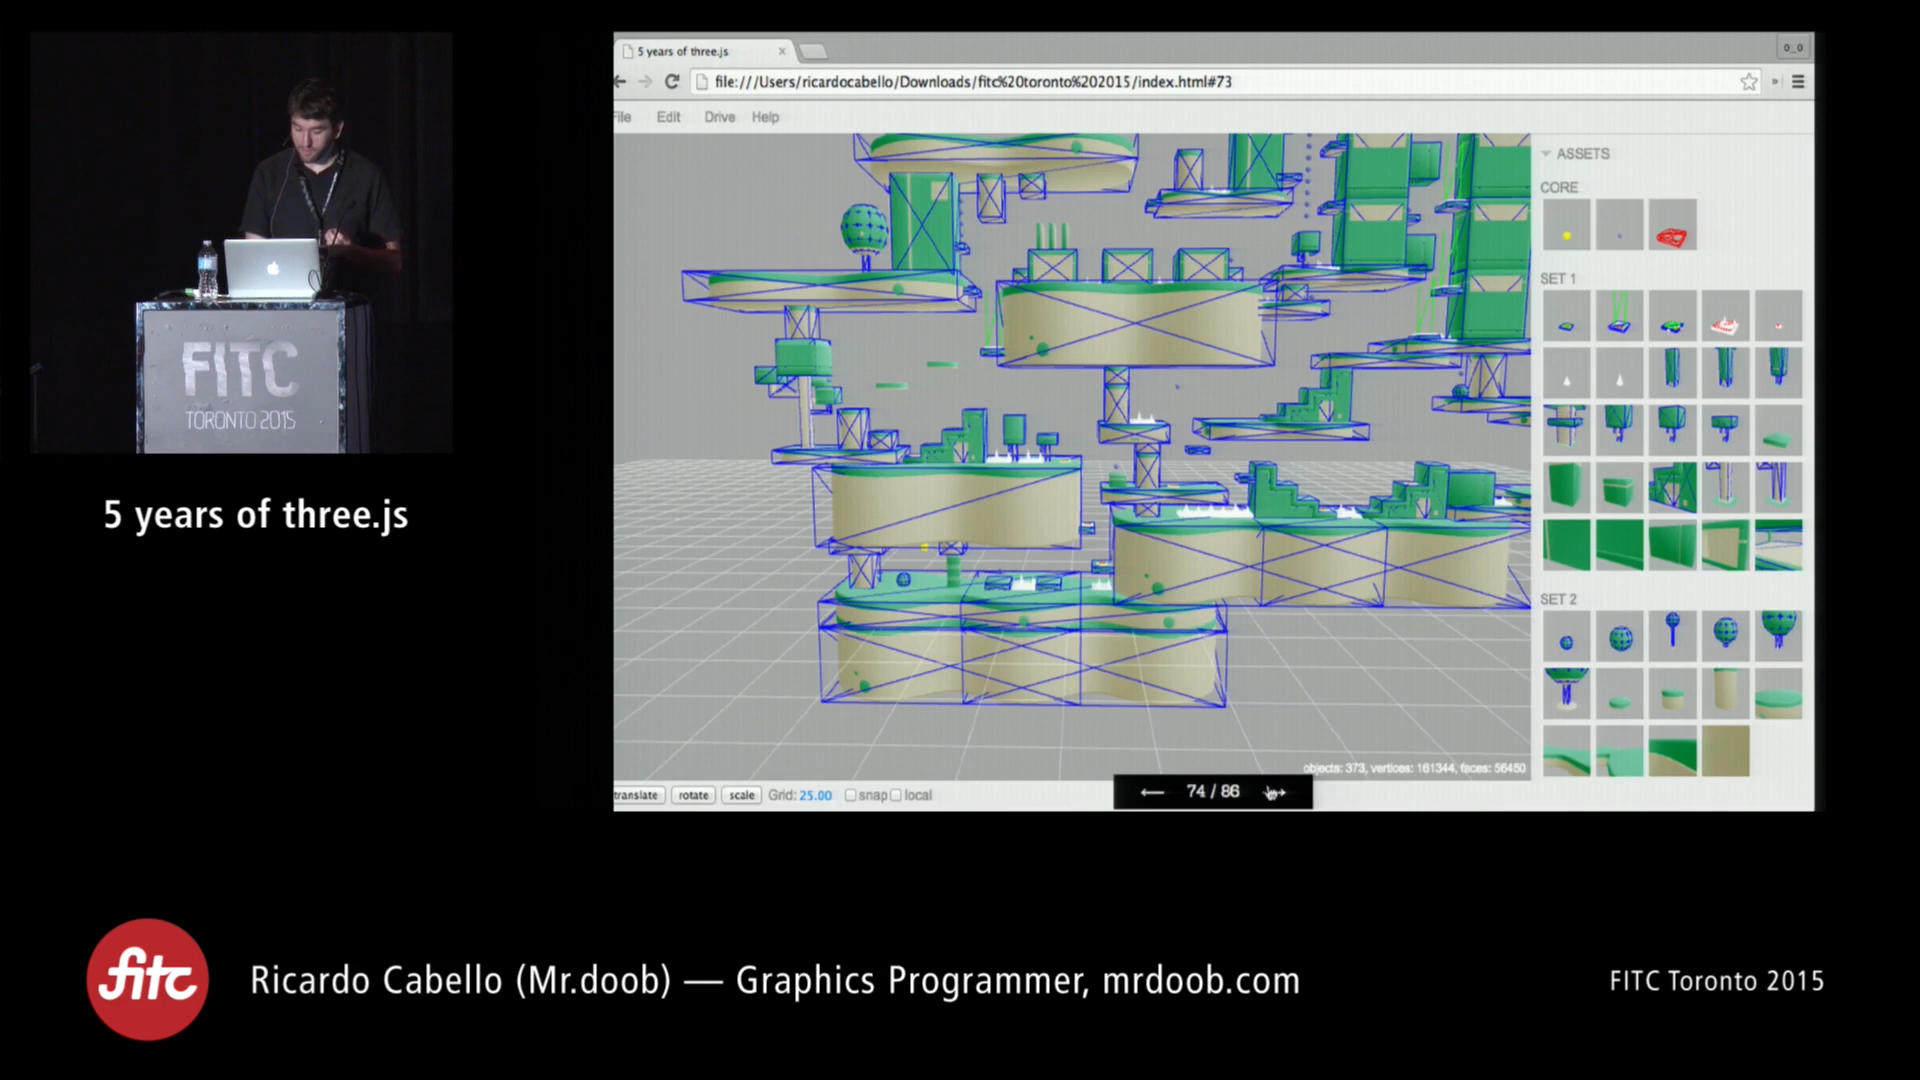 5 years of three.js
0_0
file:///Users/ricardocabello/Downloads/fitc%20toronto%202015/index.html#73
File Edit Drive Help
ASSETS
CORE
SET 1
SET 2
objects: 373, vertices: 161344, faces: 56450
translate rotate scale Grid: 25.00 snap local
74 / 86
FITC
TORONTO 2015
5 years of three.js
fitc
Ricardo Cabello (Mr.doob) — Graphics Programmer, mrdoob.com
FITC Toronto 2015